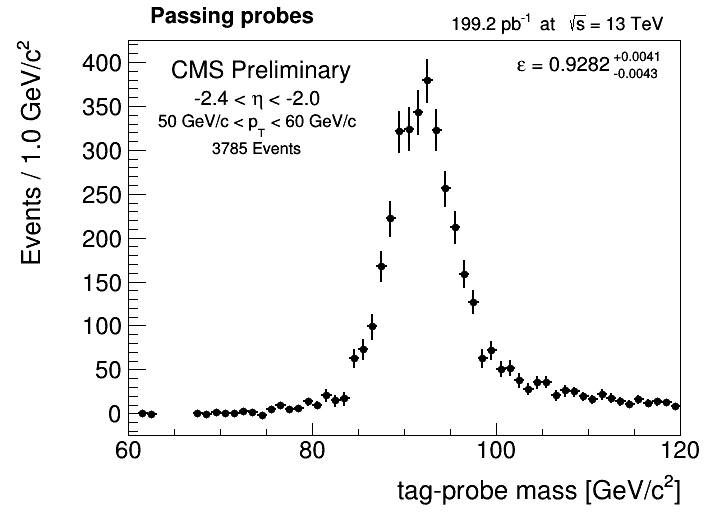 Passing probes
199.2 pb-1 at √s = 13 TeV
CMS Preliminary
ε = 0.9282 +0.0041 -0.0043
-2.4 < η < -2.0
50 GeV/c < pT < 60 GeV/c
3785 Events
Events / 1.0 GeV/c2
400
350
300
250
200
150
100
50
0
60 80 100 120
tag-probe mass [GeV/c2]